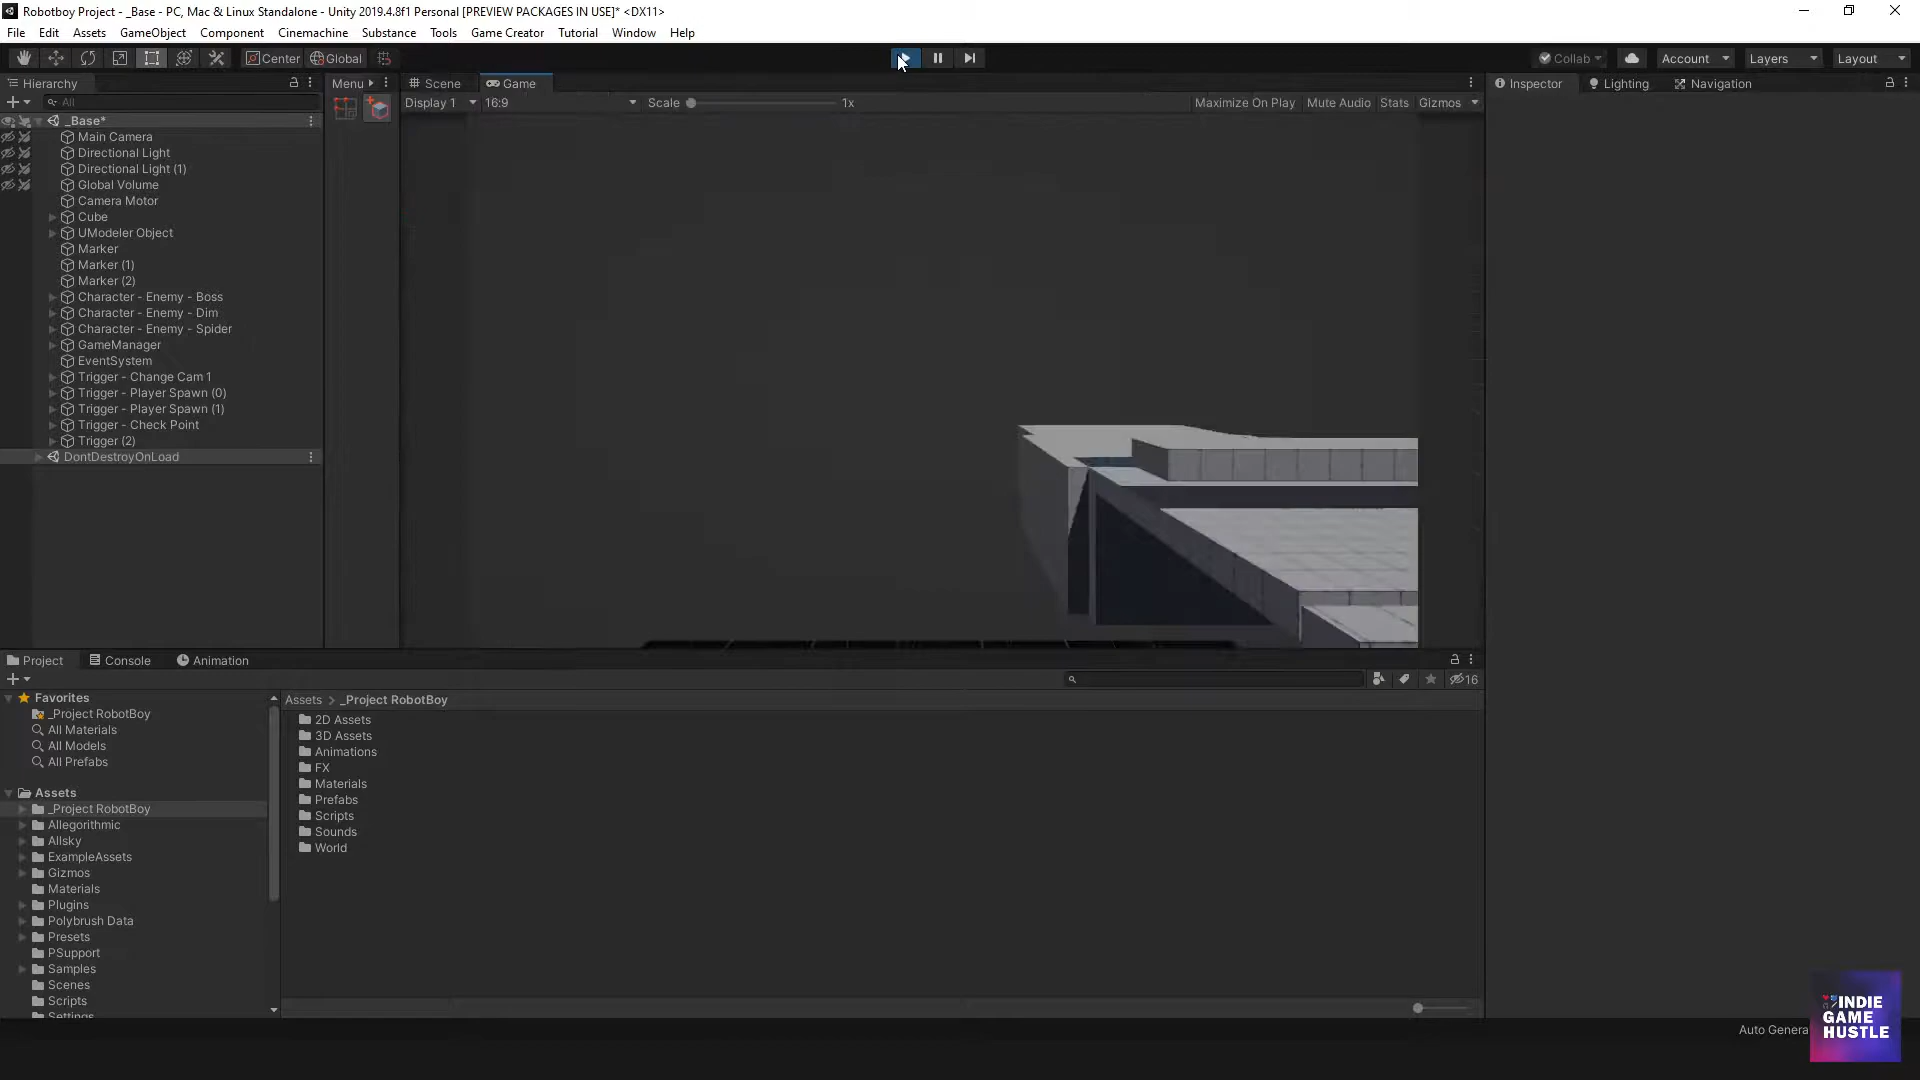 Robotboy Project - _Base - PC, Mac & Linux Standalone - Unity 2019.4.8f1 Personal [PREVIEW PACKAGES IN USE]* <DX11>
File Edit Assets GameObject Component Cinemachine Substance Tools Game Creator Tutorial Window Help
Center Global Collab Account Layers Layout
Hierarchy
All
_Base*
Main Camera
Directional Light
Directional Light (1)
Global Volume
Camera Motor
Cube
UModeler Object
Marker
Marker (1)
Marker (2)
Character - Enemy - Boss
Character - Enemy - Dim
Character - Enemy - Spider
GameManager
EventSystem
Trigger - Change Cam 1
Trigger - Player Spawn (0)
Trigger - Player Spawn (1)
Trigger - Check Point
Trigger (2)
DontDestroyOnLoad
Menu
Scene Game
Display 1 16:9 Scale 1x Maximize On Play Mute Audio Stats Gizmos
Inspector Lighting Navigation
Project Console Animation
16
Favorites
_Project RobotBoy
All Materials
All Models
All Prefabs
Assets
_Project RobotBoy
Allegorithmic
Allsky
ExampleAssets
Gizmos
Materials
Plugins
Polybrush Data
Presets
PSupport
Samples
Scenes
Scripts
Settings
Assets > _Project RobotBoy
2D Assets
3D Assets
Animations
FX
Materials
Prefabs
Scripts
Sounds
World
Auto Genera
INDIE
GAME
HUSTLE